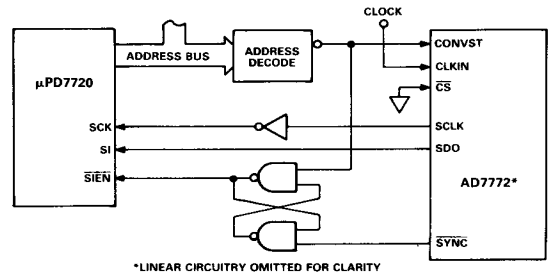 CLOCK
ADDRESS BUS
ADDRESS
DECODE
µPD7720
SCK
SI
SIEN
CONVST
CLKIN
CS
SCLK
SDO
AD7772*
SYNC
*LINEAR CIRCUITRY OMITTED FOR CLARITY